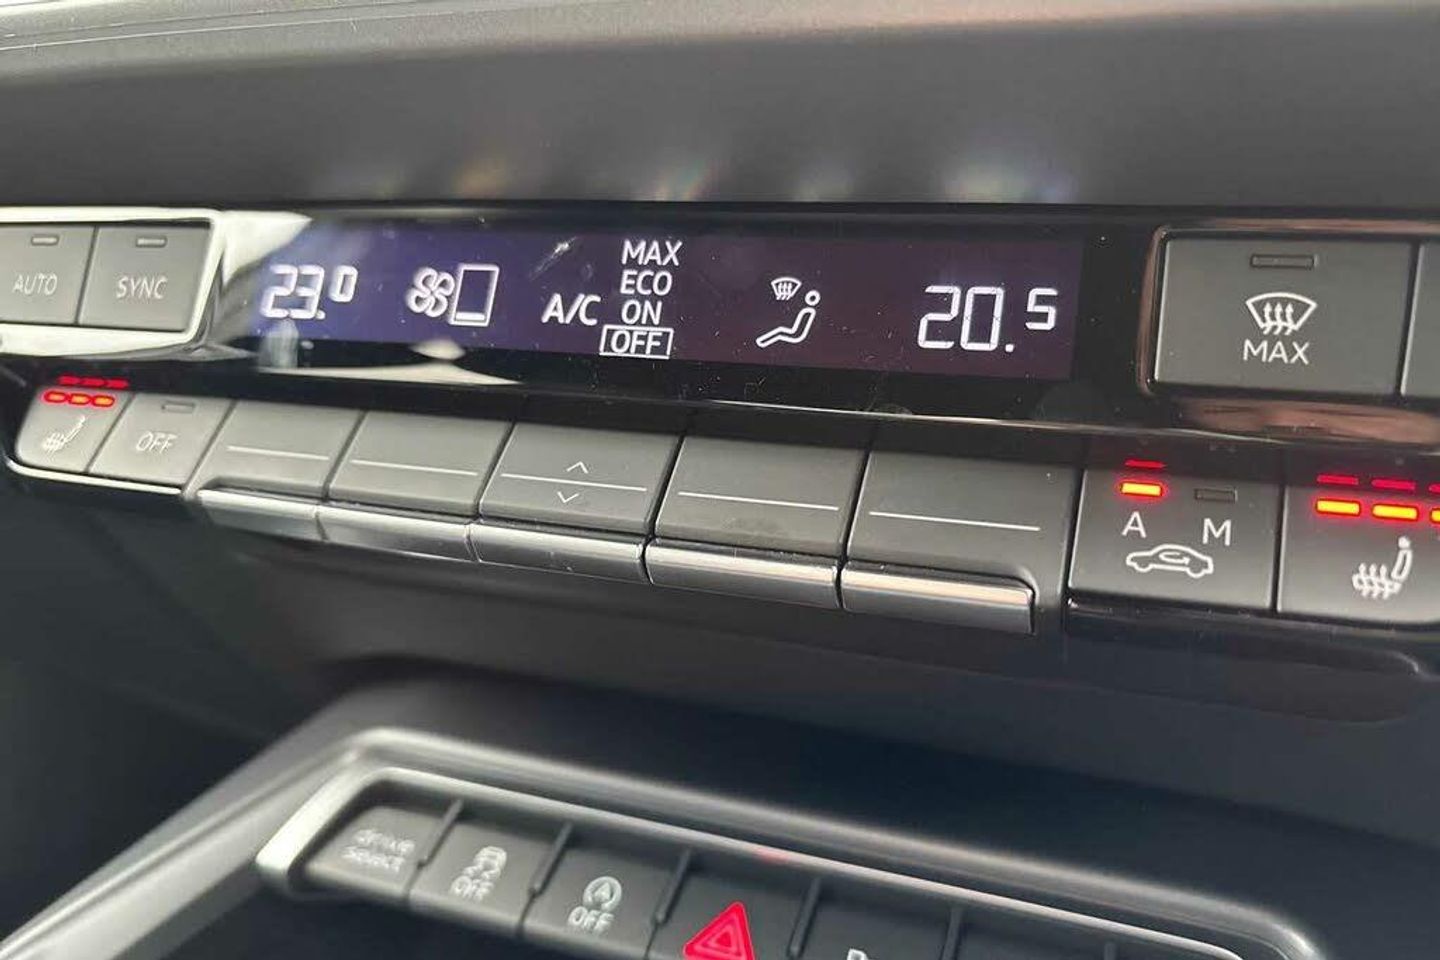 AUTO
SYNC
23.0
A/C
MAX
ECO
ON
OFF
20.5
MAX
OFF
A M
drive
select
OFF
OFF